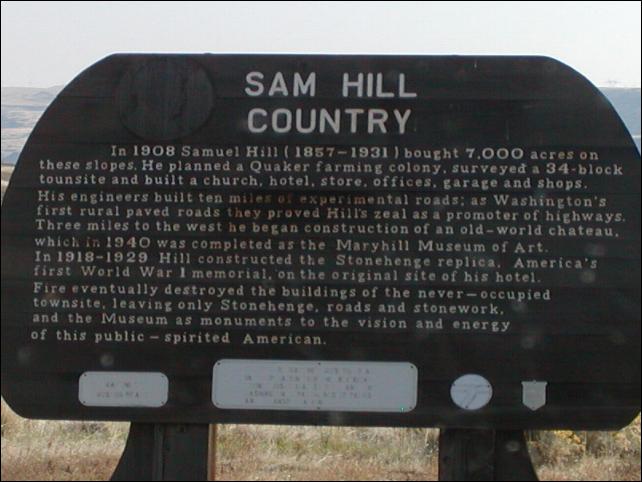 SAM HILL
COUNTRY
In 1908 Samuel Hill (1857-1931) bought 7,000 acres on
these slopes. He planned a Quaker farming colony, surveyed a 34-block
tounsite and built a church, hotel, store, offices, garage and shops.
His engineers built ten miles of experimental roads; as Washington's
first rural paved roads they proved Hill's zeal as a promoter of highways.
Three miles to the west he began construction of an old-world chateau,
which in 1940 was completed as the Maryhill Museum of Art.
In 1918-1929 Hill constructed the Stonehenge replica, America's
first World War I memorial, on the original site of his hotel.
Fire eventually destroyed the buildings of the never-occupied
townsite, leaving only Stonehenge, roads and stonework,
and the Museum as monuments to the vision and energy
of this public-spirited American.